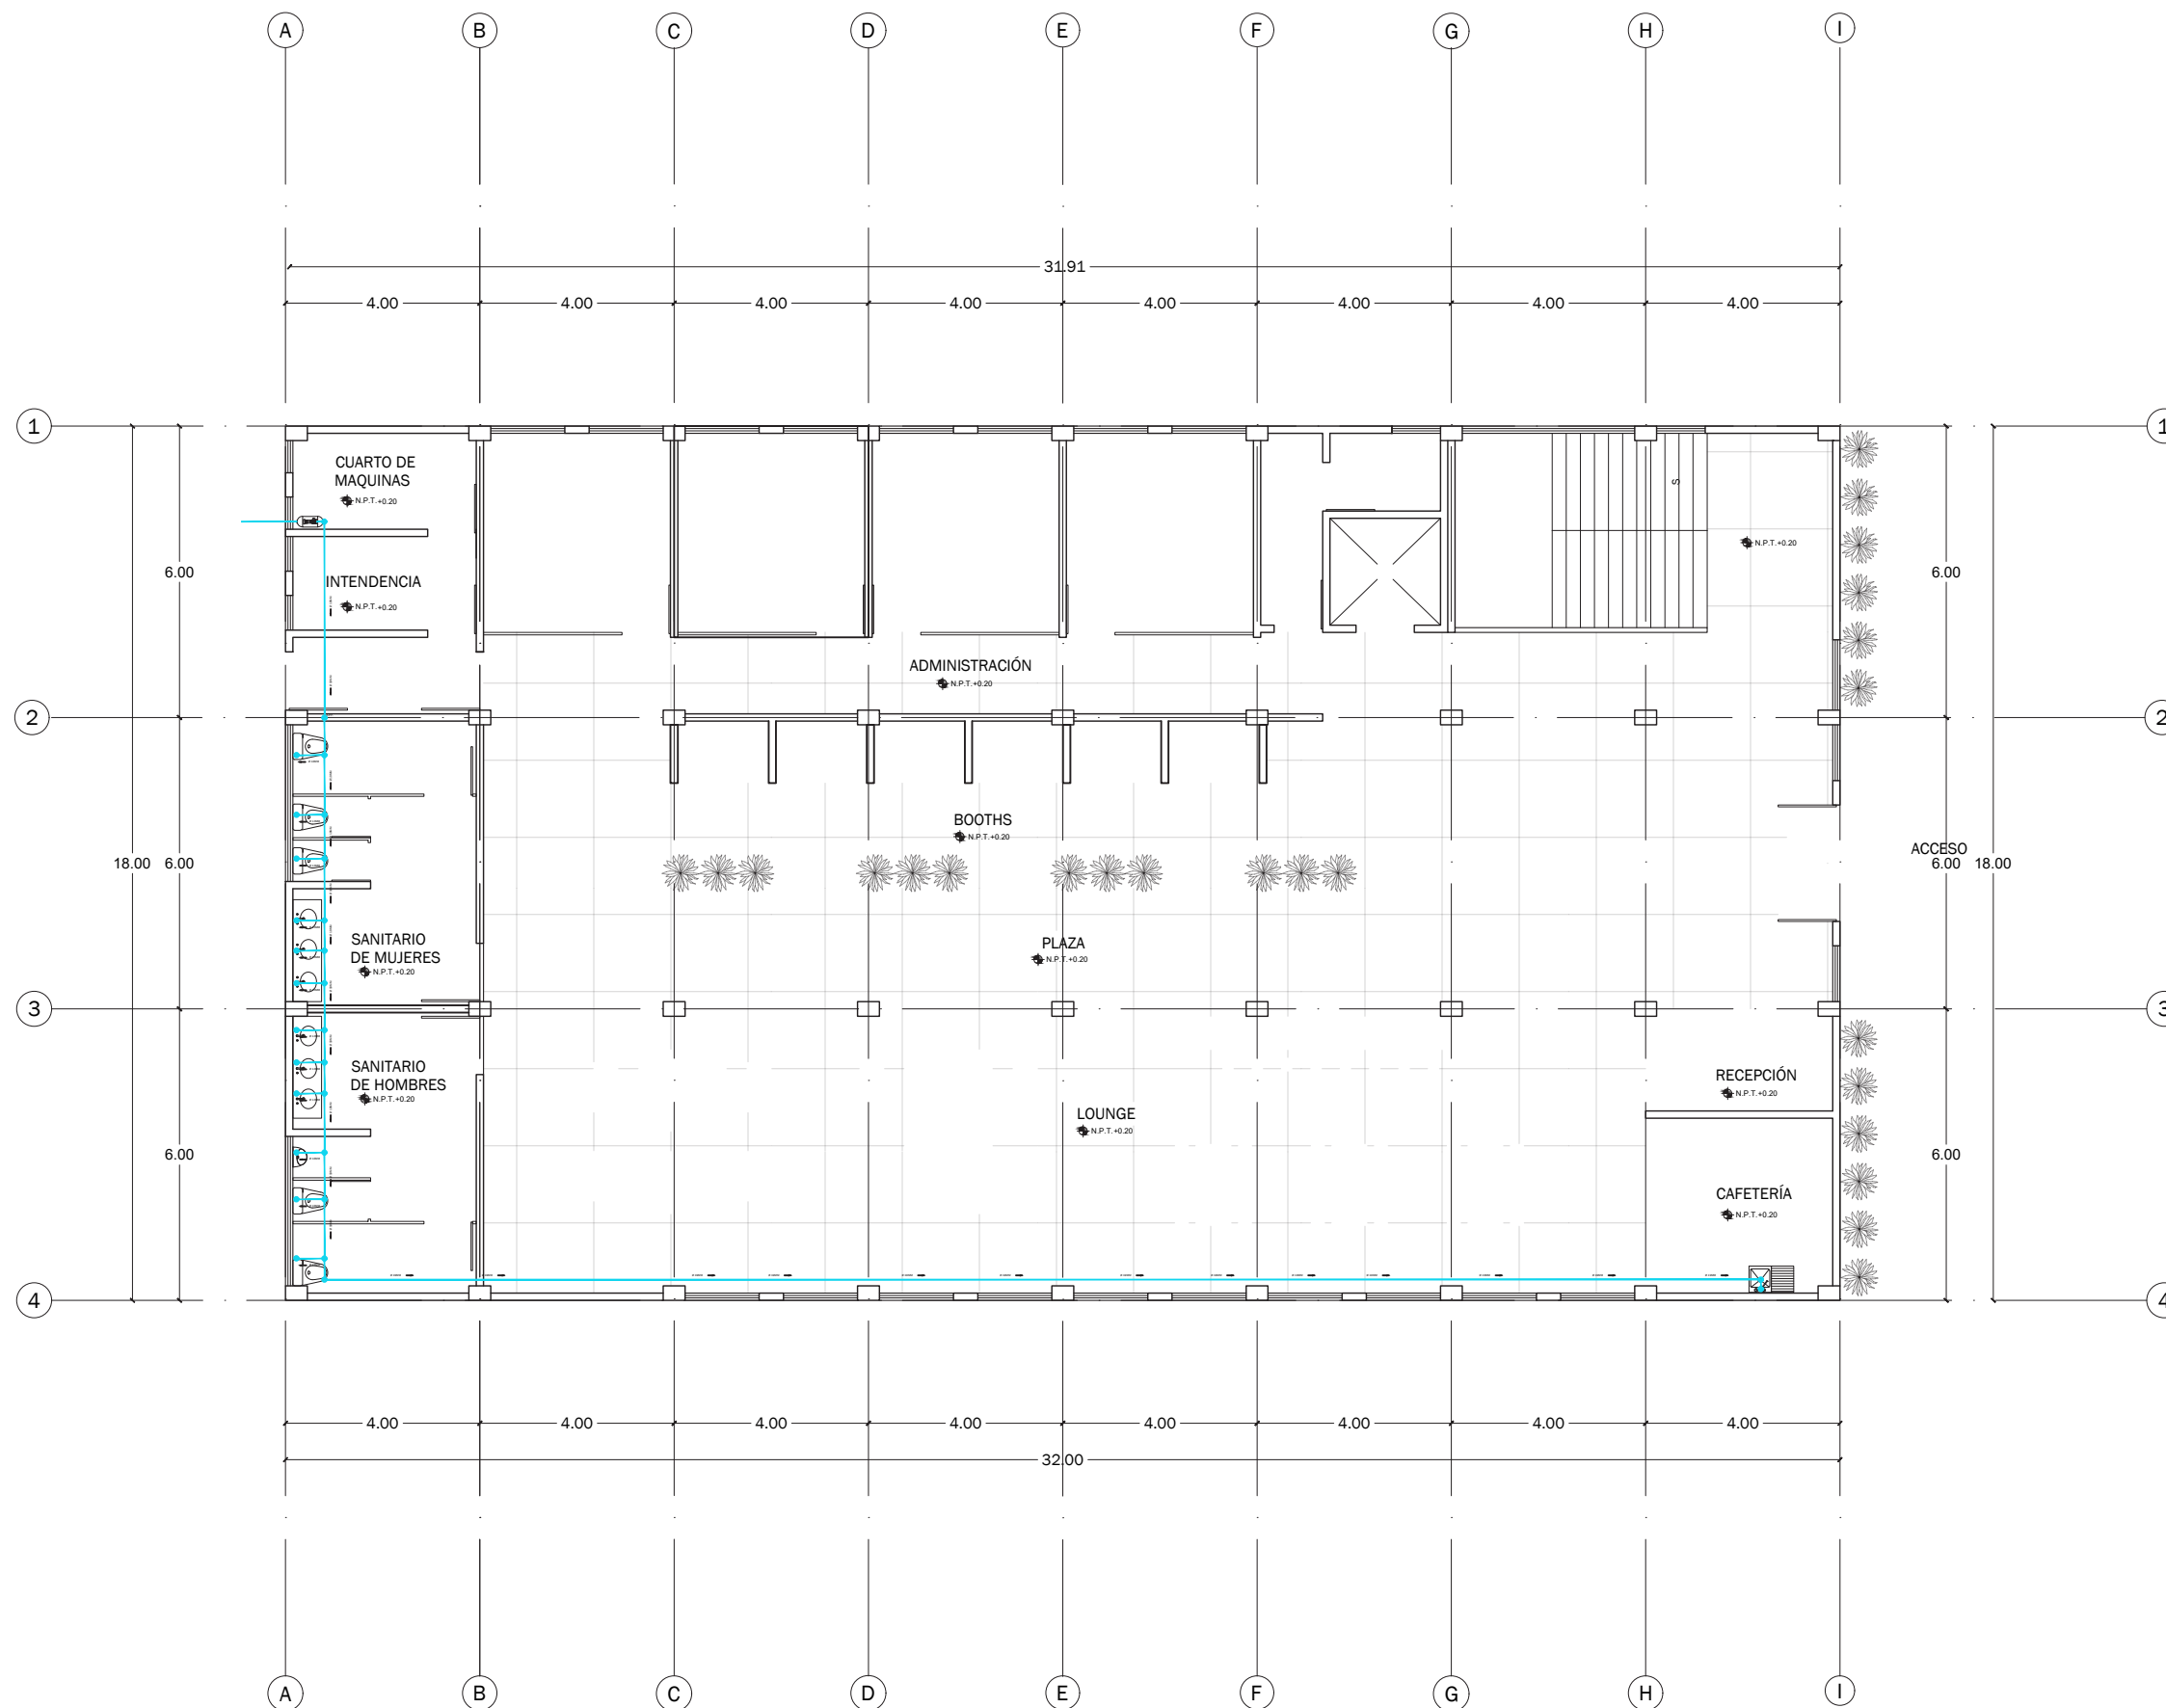 A B C D E F G H I
31.91
4.00 4.00 4.00 4.00 4.00 4.00 4.00 4.00
1 1
CUARTO DE
MAQUINAS
N.P.T.+0.20
S
N.P.T.+0.20
6.00 6.00
INTENDENCIA
N.P.T.+0.20
ADMINISTRACIÓN
N.P.T.+0.20
2 2
BOOTHS
N.P.T.+0.20
ACCESO
18.00 6.00 6.00 18.00
SANITARIO
DE MUJERES
N.P.T.+0.20
PLAZA
N.P.T.+0.20
3 3
SANITARIO
DE HOMBRES
N.P.T.+0.20
RECEPCIÓN
N.P.T.+0.20
LOUNGE
N.P.T.+0.20
6.00 6.00
CAFETERÍA
N.P.T.+0.20
4 4
4.00 4.00 4.00 4.00 4.00 4.00 4.00 4.00
32.00
A B C D E F G H I